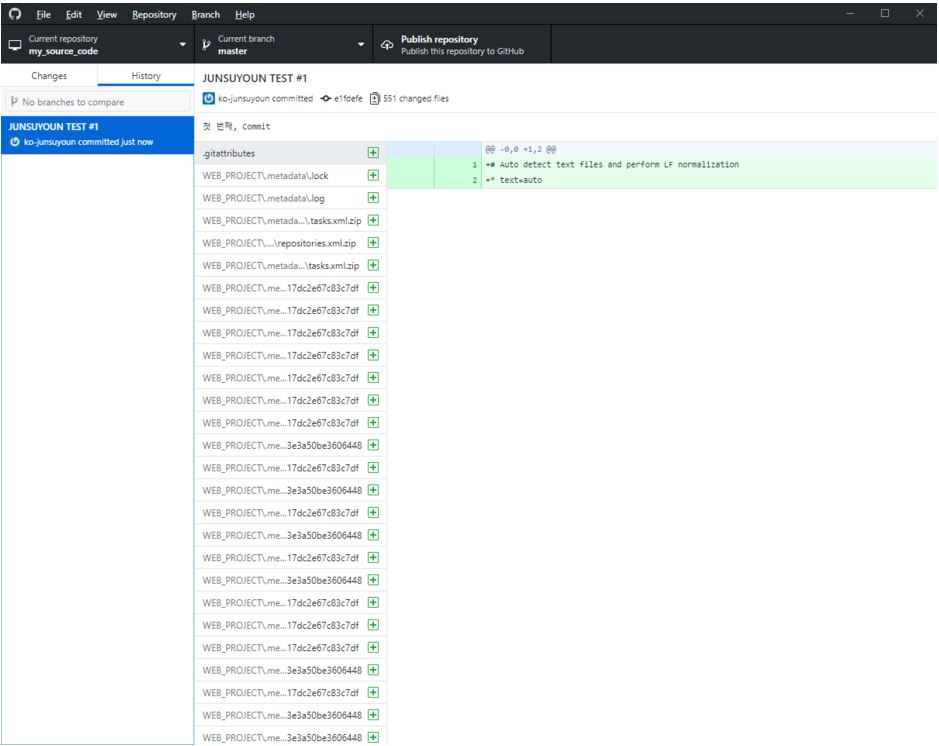 File Edit View Repository Branch Help
Current repository
my_source_code
Current branch
master
Publish repository
Publish this repository to GitHub
Changes History
No branches to compare
JUNSUYOUN TEST #1
ko-junsuyoun committed just now
JUNSUYOUN TEST #1
ko-junsuyoun committed e1fdefe 551 changed files
첫 번째, Commit
.gitattributes
WEB_PROJECT\.metadata\.lock
WEB_PROJECT\.metadata\.log
WEB_PROJECT\.metada...\.tasks.xml.zip
WEB_PROJECT\...\repositories.xml.zip
WEB_PROJECT\.metada...\tasks.xml.zip
WEB_PROJECT\.me...17dc2e67c83c7df
WEB_PROJECT\.me...17dc2e67c83c7df
WEB_PROJECT\.me...17dc2e67c83c7df
WEB_PROJECT\.me...17dc2e67c83c7df
WEB_PROJECT\.me...17dc2e67c83c7df
WEB_PROJECT\.me...17dc2e67c83c7df
WEB_PROJECT\.me...17dc2e67c83c7df
WEB_PROJECT\.me...3e3a50be3606448
WEB_PROJECT\.me...17dc2e67c83c7df
WEB_PROJECT\.me...3e3a50be3606448
WEB_PROJECT\.me...17dc2e67c83c7df
WEB_PROJECT\.me...3e3a50be3606448
WEB_PROJECT\.me...17dc2e67c83c7df
WEB_PROJECT\.me...3e3a50be3606448
WEB_PROJECT\.me...17dc2e67c83c7df
WEB_PROJECT\.me...17dc2e67c83c7df
WEB_PROJECT\.me...17dc2e67c83c7df
WEB_PROJECT\.me...3e3a50be3606448
WEB_PROJECT\.me...17dc2e67c83c7df
WEB_PROJECT\.me...3e3a50be3606448
WEB_PROJECT\.me...3e3a50be3606448
@@ -0,0 +1,2 @@
1 +# Auto detect text files and perform LF normalization
2 +* text=auto